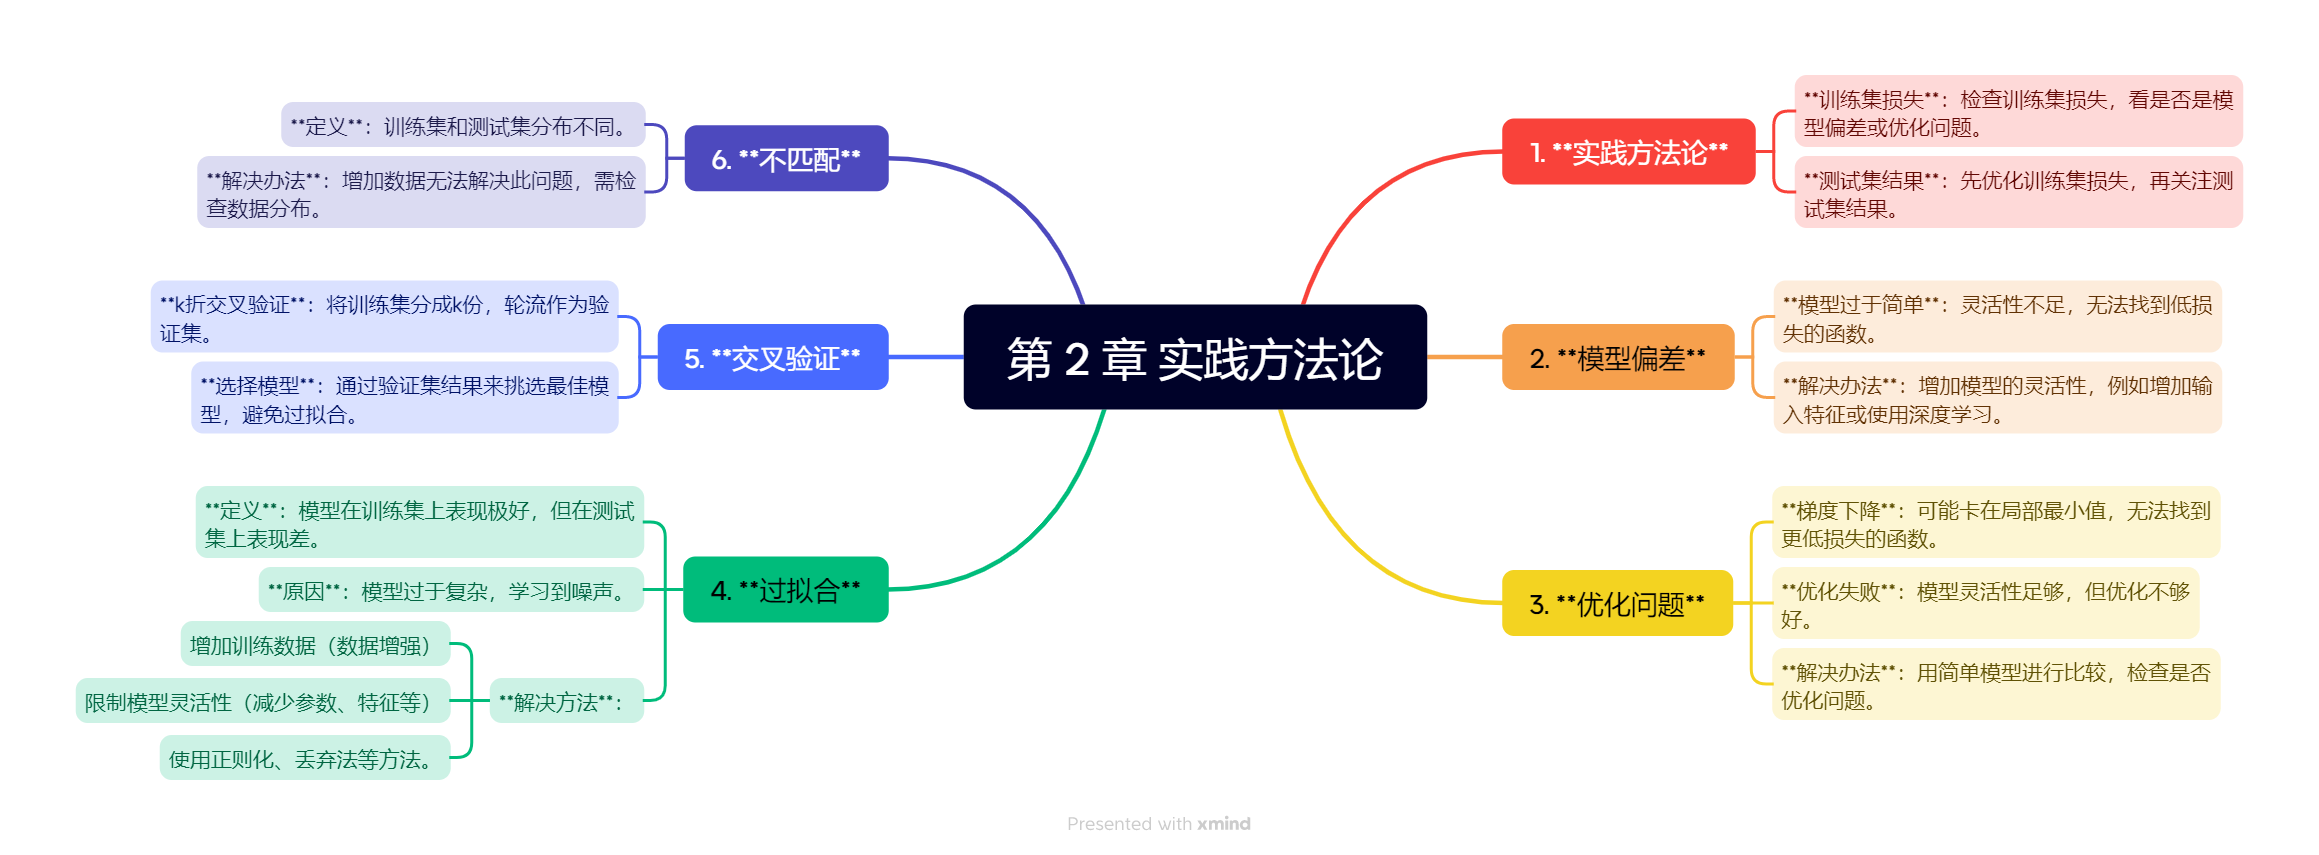 第 2 章 实践方法论
1. **实践方法论**
**训练集损失**：检查训练集损失，看是否是模
型偏差或优化问题。
**测试集结果**：先优化训练集损失，再关注测
试集结果。
2. **模型偏差**
**模型过于简单**：灵活性不足，无法找到低损
失的函数。
**解决办法**：增加模型的灵活性，例如增加输
入特征或使用深度学习。
3. **优化问题**
**梯度下降**：可能卡在局部最小值，无法找到
更低损失的函数。
**优化失败**：模型灵活性足够，但优化不够
好。
**解决办法**：用简单模型进行比较，检查是否
优化问题。
4. **过拟合**
**定义**：模型在训练集上表现极好，但在测试
集上表现差。
**原因**：模型过于复杂，学习到噪声。
**解决方法**：
增加训练数据（数据增强）
限制模型灵活性（减少参数、特征等）
使用正则化、丢弃法等方法。
5. **交叉验证**
**k折交叉验证**：将训练集分成k份，轮流作为验
证集。
**选择模型**：通过验证集结果来挑选最佳模
型，避免过拟合。
6. **不匹配**
**定义**：训练集和测试集分布不同。
**解决办法**：增加数据无法解决此问题，需检
查数据分布。
Presented with xmind